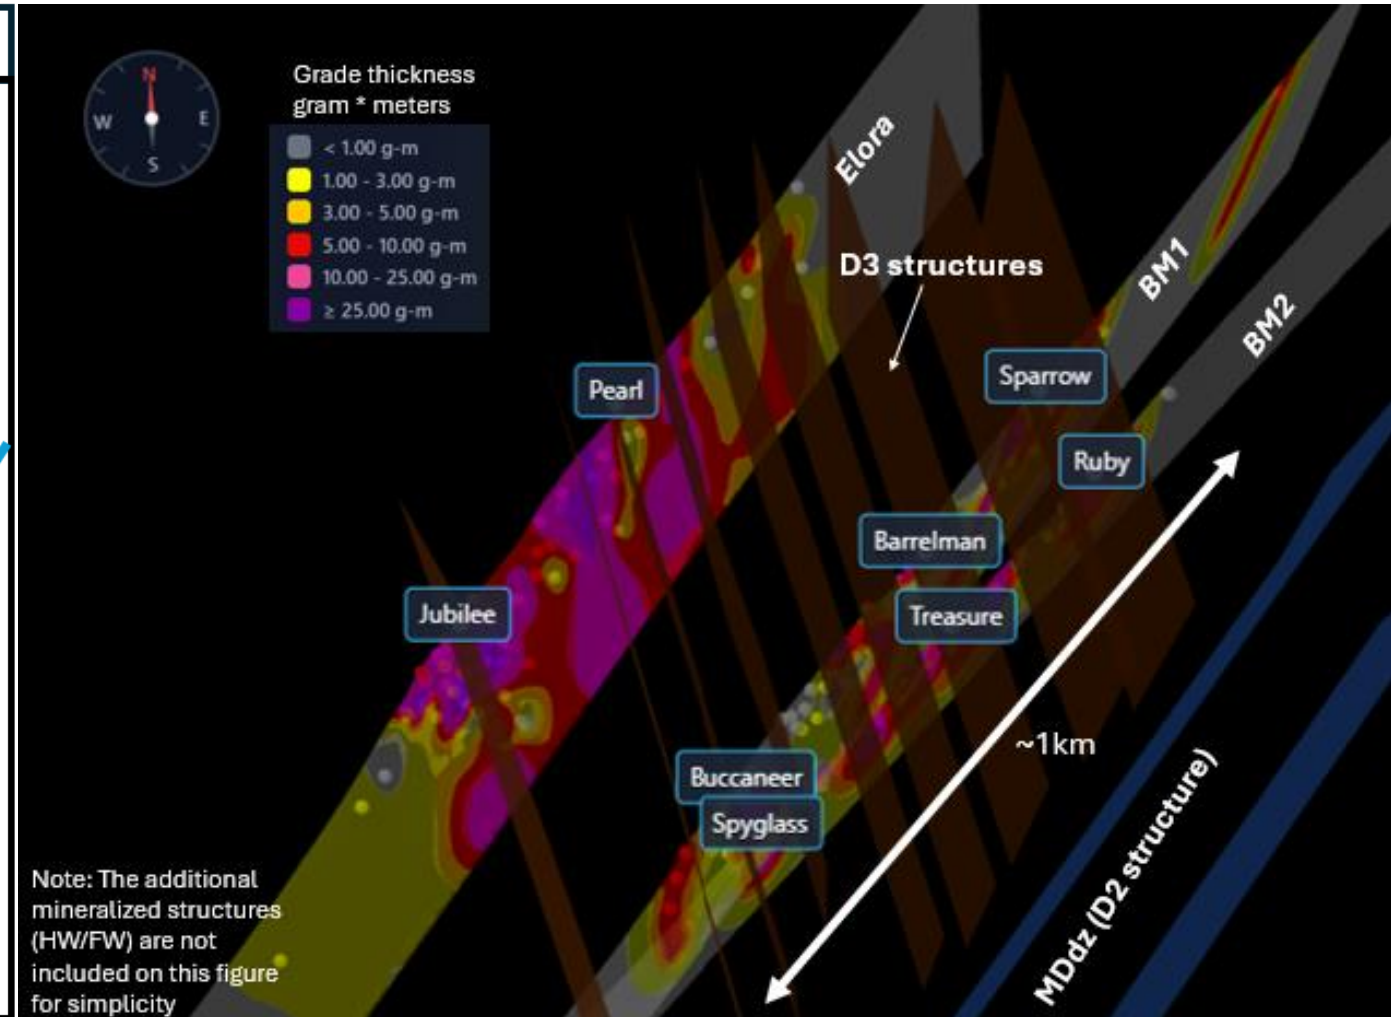 N
W
E
S
Grade thickness
gram * meters
< 1.00 g-m
1.00 - 3.00 g-m
3.00 - 5.00 g-m
5.00 - 10.00 g-m
10.00 - 25.00 g-m
≥ 25.00 g-m
Elora
D3 structures
BM1
BM2
Pearl
Sparrow
Ruby
Barrelman
Treasure
Jubilee
~1km
Buccaneer
Spyglass
MDdz (D2 structure)
Note: The additional
mineralized structures
(HW/FW) are not
included on this figure
for simplicity